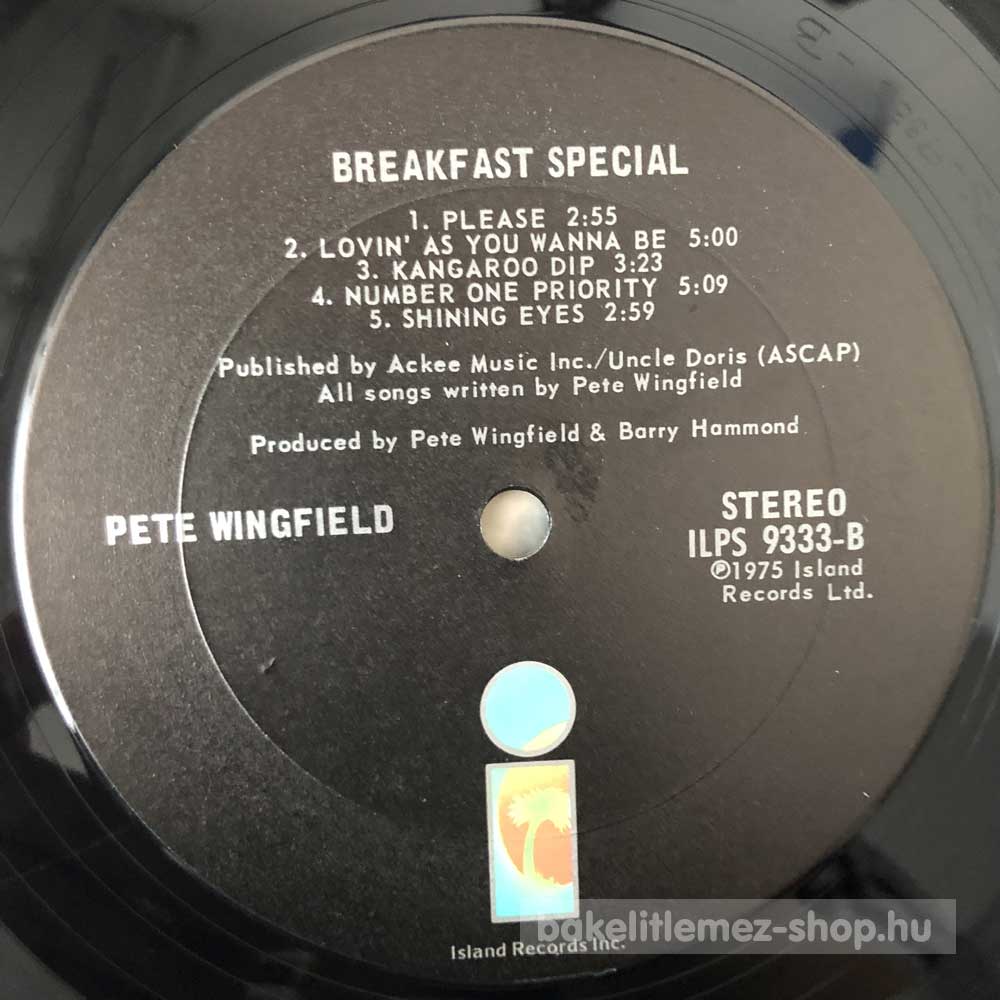 BREAKFAST SPECIAL
1. PLEASE 2:55
2. LOVIN' AS YOU WANNA BE 5:00
3. KANGAROO DIP 3:23
4. NUMBER ONE PRIORITY 5:09
5. SHINING EYES 2:59
Published by Ackee Music Inc./Uncle Doris (ASCAP)
All songs written by Pete Wingfield
Produced by Pete Wingfield & Barry Hammond
PETE WINGFIELD
STEREO
ILPS 9333-B
℗1975 Island
Records Ltd.
bakelitlemez-shop.hu
Island Records Inc.